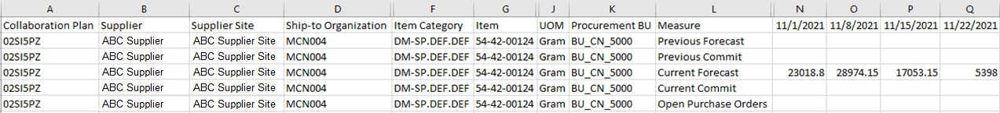 A B C D F G J K L N O P Q
Collaboration Plan Supplier Supplier Site Ship-to Organization Item Category Item UOM Procurement BU Measure 11/1/2021 11/8/2021 11/15/2021 11/22/2021
02SI5PZ ABC Supplier ABC Supplier Site MCN004 DM-SP.DEF.DEF 54-42-00124 Gram BU_CN_5000 Previous Forecast
02SI5PZ ABC Supplier ABC Supplier Site MCN004 DM-SP.DEF.DEF 54-42-00124 Gram BU_CN_5000 Previous Commit
02SI5PZ ABC Supplier ABC Supplier Site MCN004 DM-SP.DEF.DEF 54-42-00124 Gram BU_CN_5000 Current Forecast 23018.8 28974.15 17053.15 5398
02SI5PZ ABC Supplier ABC Supplier Site MCN004 DM-SP.DEF.DEF 54-42-00124 Gram BU_CN_5000 Current Commit
02SI5PZ ABC Supplier ABC Supplier Site MCN004 DM-SP.DEF.DEF 54-42-00124 Gram BU_CN_5000 Open Purchase Orders